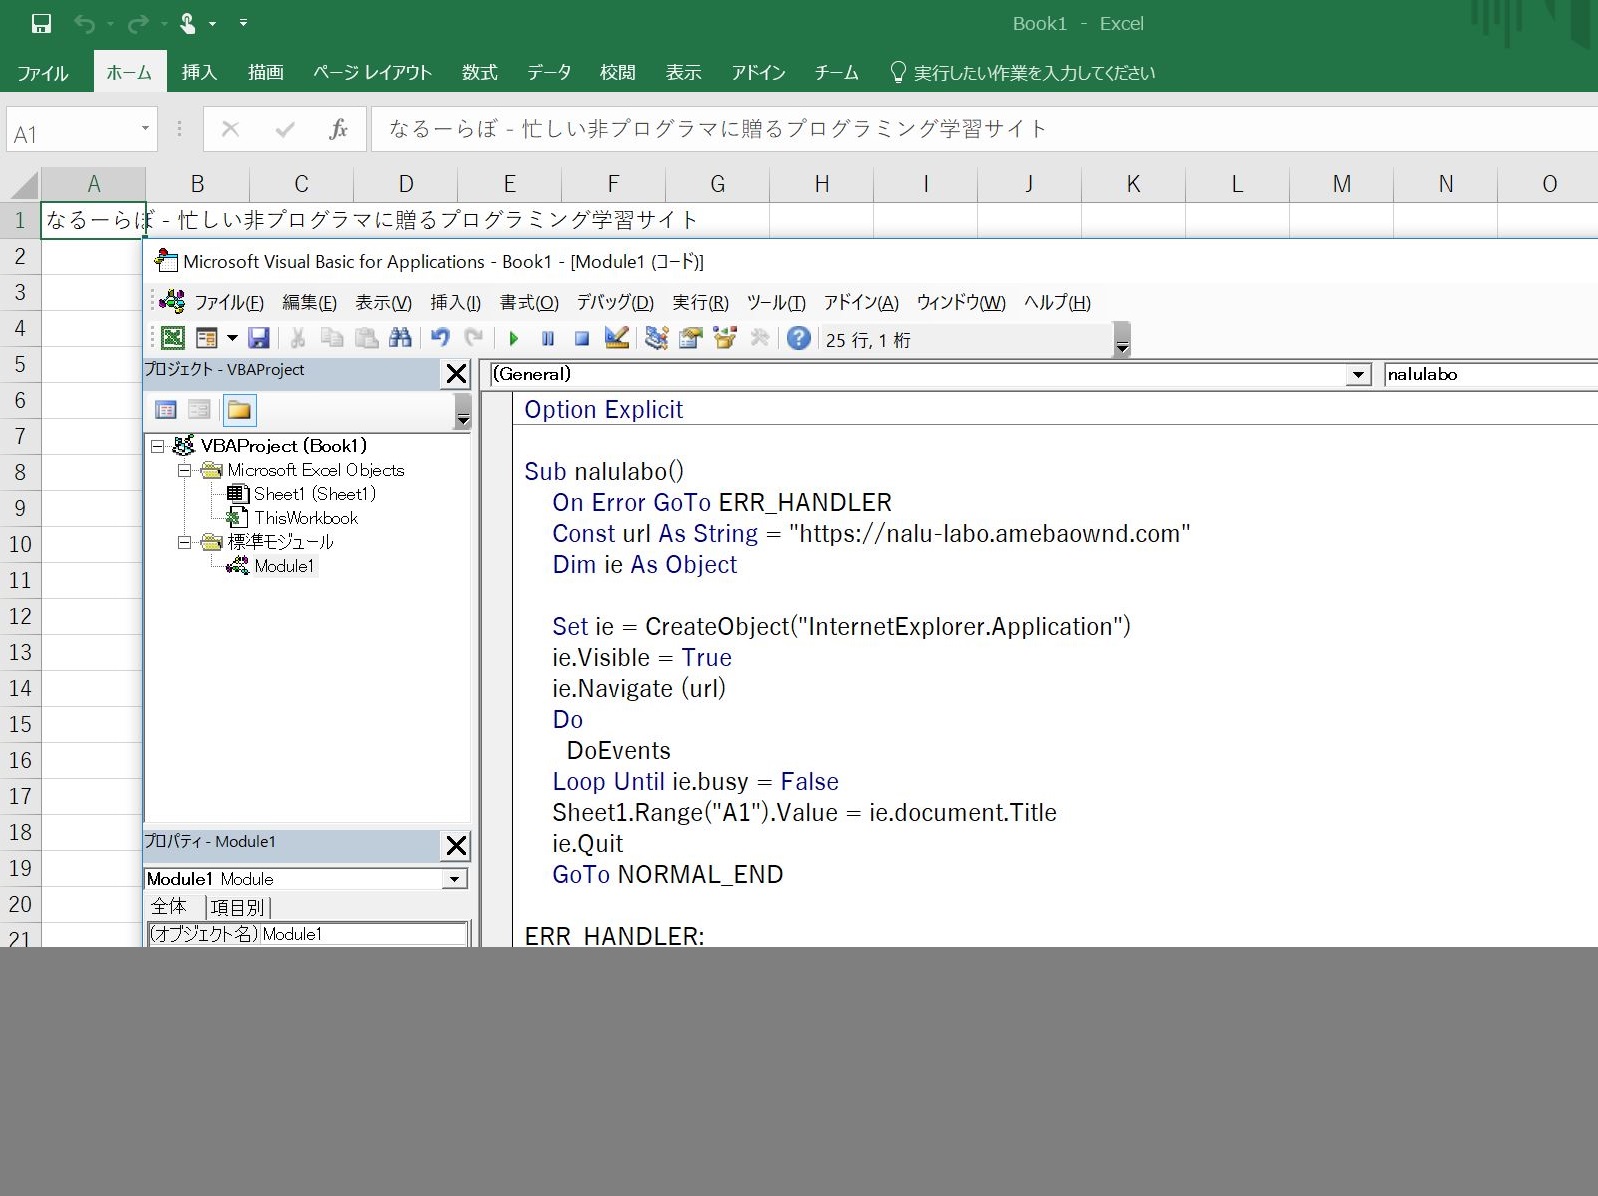 Book1 - Excel
ファイル ホーム 挿入 描画 ページ レイアウト 数式 データ 校閲 表示 アドイン チーム 実行したい作業を入力してください
A1 fx なるーらぼ - 忙しい非プログラマに贈るプログラミング学習サイト
A B C D E F G H I J K L M N O
1 なるーらぼ - 忙しい非プログラマに贈るプログラミング学習サイト
2
3
4
5
6
7
8
9
10
11
12
13
14
15
16
17
18
19
20
21
Microsoft Visual Basic for Applications - Book1 - [Module1 (コード)]
ファイル(F) 編集(E) 表示(V) 挿入(I) 書式(O) デバッグ(D) 実行(R) ツール(T) アドイン(A) ウィンドウ(W) ヘルプ(H)
25 行, 1 桁
プロジェクト - VBAProject
VBAProject (Book1)
Microsoft Excel Objects
Sheet1 (Sheet1)
ThisWorkbook
標準モジュール
Module1
プロパティ - Module1
Module1 Module
全体 項目別
(オブジェクト名) Module1
(General) nalulabo
Option Explicit
Sub nalulabo()
On Error GoTo ERR_HANDLER
Const url As String = "https://nalu-labo.amebaownd.com"
Dim ie As Object
Set ie = CreateObject("InternetExplorer.Application")
ie.Visible = True
ie.Navigate (url)
Do
DoEvents
Loop Until ie.busy = False
Sheet1.Range("A1").Value = ie.document.Title
ie.Quit
GoTo NORMAL_END
ERR_HANDLER: